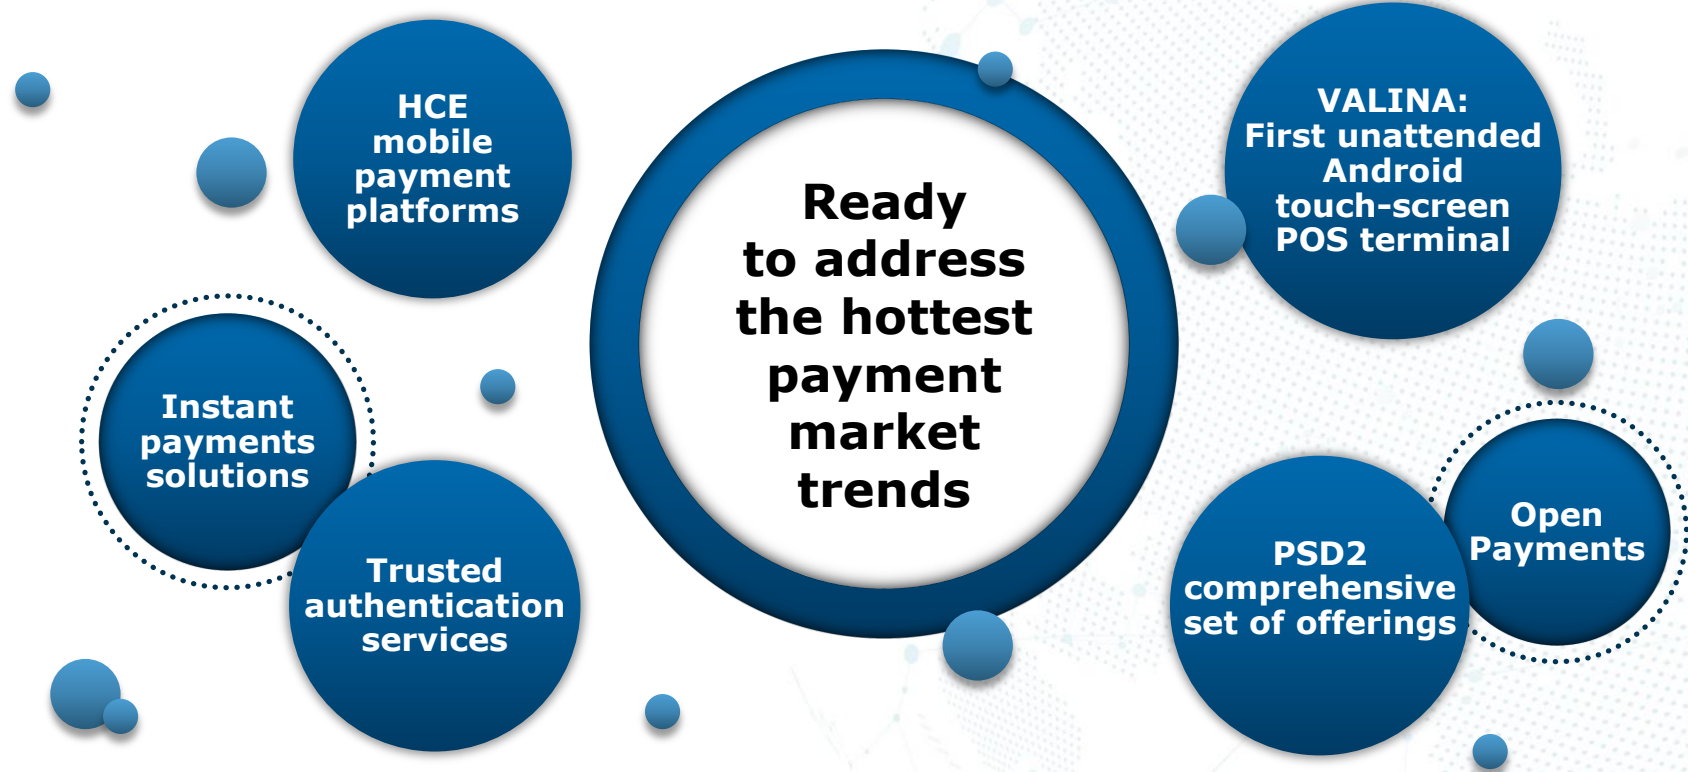 HCE
mobile
payment
platforms
Instant
payments
solutions
Trusted
authentication
services
Ready
to address
the hottest
payment
market
trends
VALINA:
First unattended
Android
touch-screen
POS terminal
PSD2
comprehensive
set of offerings
Open
Payments